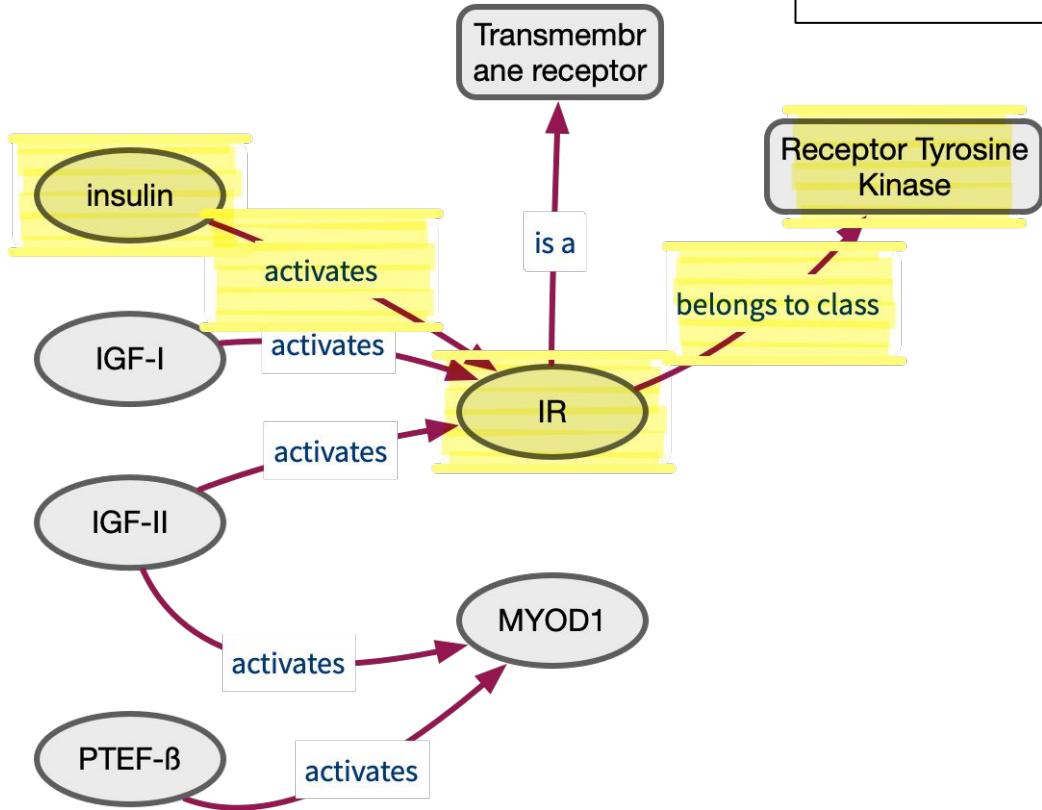 Transmembr
ane receptor
Receptor Tyrosine
Kinase
insulin
is a
activates
belongs to class
activates
IGF-I
IR
activates
IGF-II
MYOD1
activates
PTEF-ß
activates